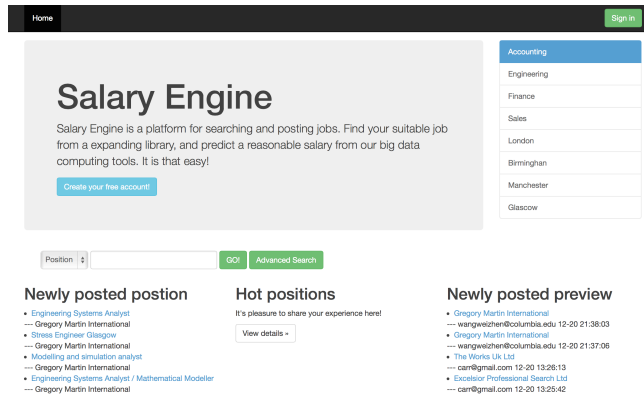 Home
Sign in
Salary Engine
Salary Engine is a platform for searching and posting jobs. Find your suitable job
from a expanding library, and predict a reasonable salary from our big data
computing tools. It is that easy!
Create your free account!
Accounting
Engineering
Finance
Sales
London
Birminghan
Manchester
Glascow
Position
GO!
Advanced Search
Newly posted postion
Engineering Systems Analyst
--- Gregory Martin International
Stress Engineer Glasgow
--- Gregory Martin International
Modelling and simulation analyst
--- Gregory Martin International
Engineering Systems Analyst / Mathematical Modeller
--- Gregory Martin International
Hot positions
It's pleasure to share your experience here!
View details »
Newly posted preview
Gregory Martin International
--- wangweizhen@columbia.edu 12-20 21:38:03
Gregory Martin International
--- wangweizhen@columbia.edu 12-20 21:37:06
The Works Uk Ltd
--- carr@gmail.com 12-20 13:26:13
Excelsior Professional Search Ltd
--- carr@gmail.com 12-20 13:25:42